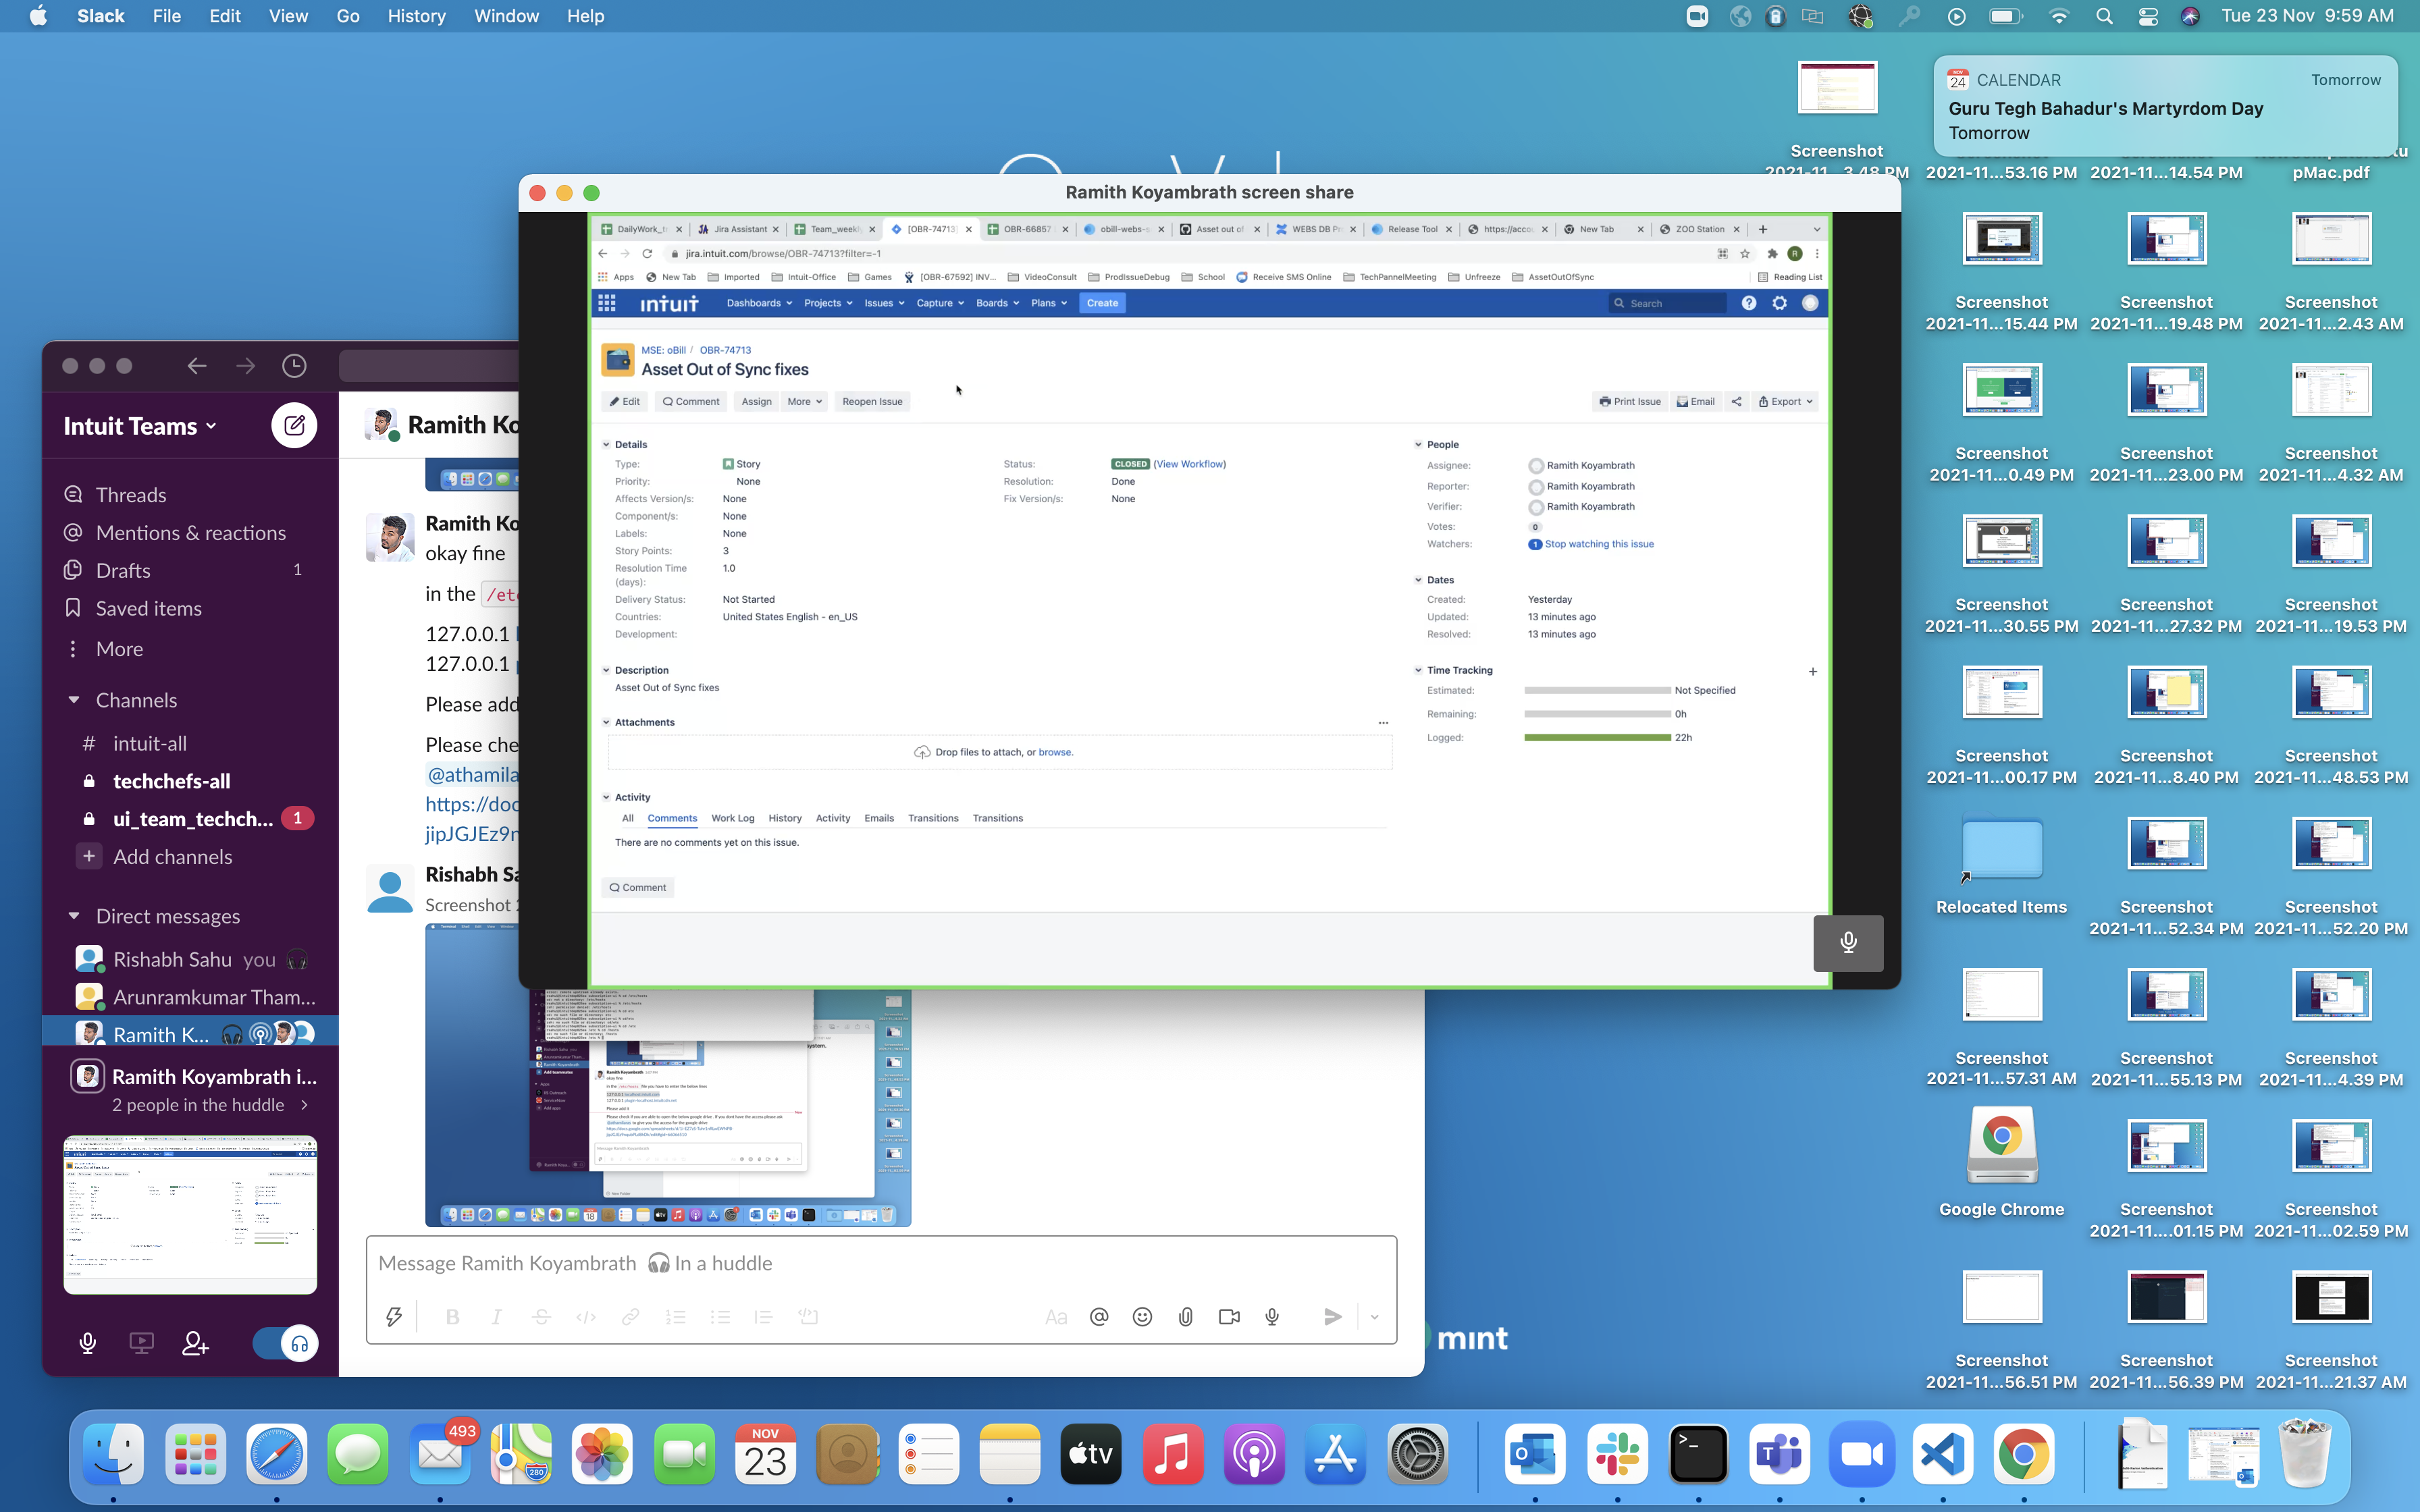 Slack File Edit View Go History Window Help
Tue 23 Nov 9:59 AM
CALENDAR Tomorrow
Guru Tegh Bahadur's Martyrdom Day
Tomorrow
Ramith Koyambrath screen share
DailyWork_ Jira Assistant Team_weekl [OBR-74713] OBR-66857 obill-webs- Asset out of WEBS DB Pr Release Tool https://acco New Tab ZOO Station
jira.intuit.com/browse/OBR-74713?filter=-1
Apps New Tab Imported Intuit-Office Games [OBR-67592] INV... VideoConsult ProdIssueDebug School Receive SMS Online TechPannelMeeting Unfreeze AssetOutOfSync Reading List
intuit Dashboards Projects Issues Capture Boards Plans Create Search
MSE: oBill / OBR-74713
Asset Out of Sync fixes
Edit Comment Assign More Reopen Issue Print Issue Email Export
Details
Type: Story
Priority: None
Affects Version/s: None
Component/s: None
Labels: None
Story Points: 3
Resolution Time 1.0
(days):
Delivery Status: Not Started
Countries: United States English - en_US
Development:
Status: CLOSED (View Workflow)
Resolution: Done
Fix Version/s: None
People
Assignee: Ramith Koyambrath
Reporter: Ramith Koyambrath
Verifier: Ramith Koyambrath
Votes: 0
Watchers: 1 Stop watching this issue
Dates
Created: Yesterday
Updated: 13 minutes ago
Resolved: 13 minutes ago
Description
Asset Out of Sync fixes
Time Tracking
Estimated: Not Specified
Remaining: 0h
Logged: 22h
Attachments
Drop files to attach, or browse.
Activity
All Comments Work Log History Activity Emails Transitions Transitions
There are no comments yet on this issue.
Comment
Intuit Teams
Threads
Mentions & reactions
Drafts 1
Saved items
More
Channels
# intuit-all
techchefs-all
ui_team_techch... 1
Add channels
Direct messages
Rishabh Sahu you
Arunramkumar Tham...
Ramith K...
Ramith Koyambrath i...
2 people in the huddle
Ramith Ko
Ramith Ko
okay fine
in the /etc
127.0.0.1
127.0.0.1
Please add
Please che
@athamila
https://doc
jipJGJEz9r
Rishabh Sa
Screenshot
Message Ramith Koyambrath In a huddle
Aa
mint
Screenshot
2021-11...3.48 PM
2021-11...53.16 PM
2021-11...14.54 PM
pMac.pdf
Screenshot Screenshot Screenshot
2021-11...15.44 PM 2021-11...19.48 PM 2021-11...2.43 AM
Screenshot Screenshot Screenshot
2021-11...0.49 PM 2021-11...23.00 PM 2021-11...4.32 AM
Screenshot Screenshot Screenshot
2021-11...30.55 PM 2021-11...27.32 PM 2021-11...19.53 PM
Screenshot Screenshot Screenshot
2021-11...00.17 PM 2021-11...8.40 PM 2021-11...48.53 PM
Relocated Items Screenshot Screenshot
2021-11...52.34 PM 2021-11...52.20 PM
Screenshot Screenshot Screenshot
2021-11...57.31 AM 2021-11...55.13 PM 2021-11...4.39 PM
Google Chrome Screenshot Screenshot
2021-11....01.15 PM 2021-11...02.59 PM
Screenshot Screenshot Screenshot
2021-11...56.51 PM 2021-11...56.39 PM 2021-11...21.37 AM
493
280
NOV
23
tv